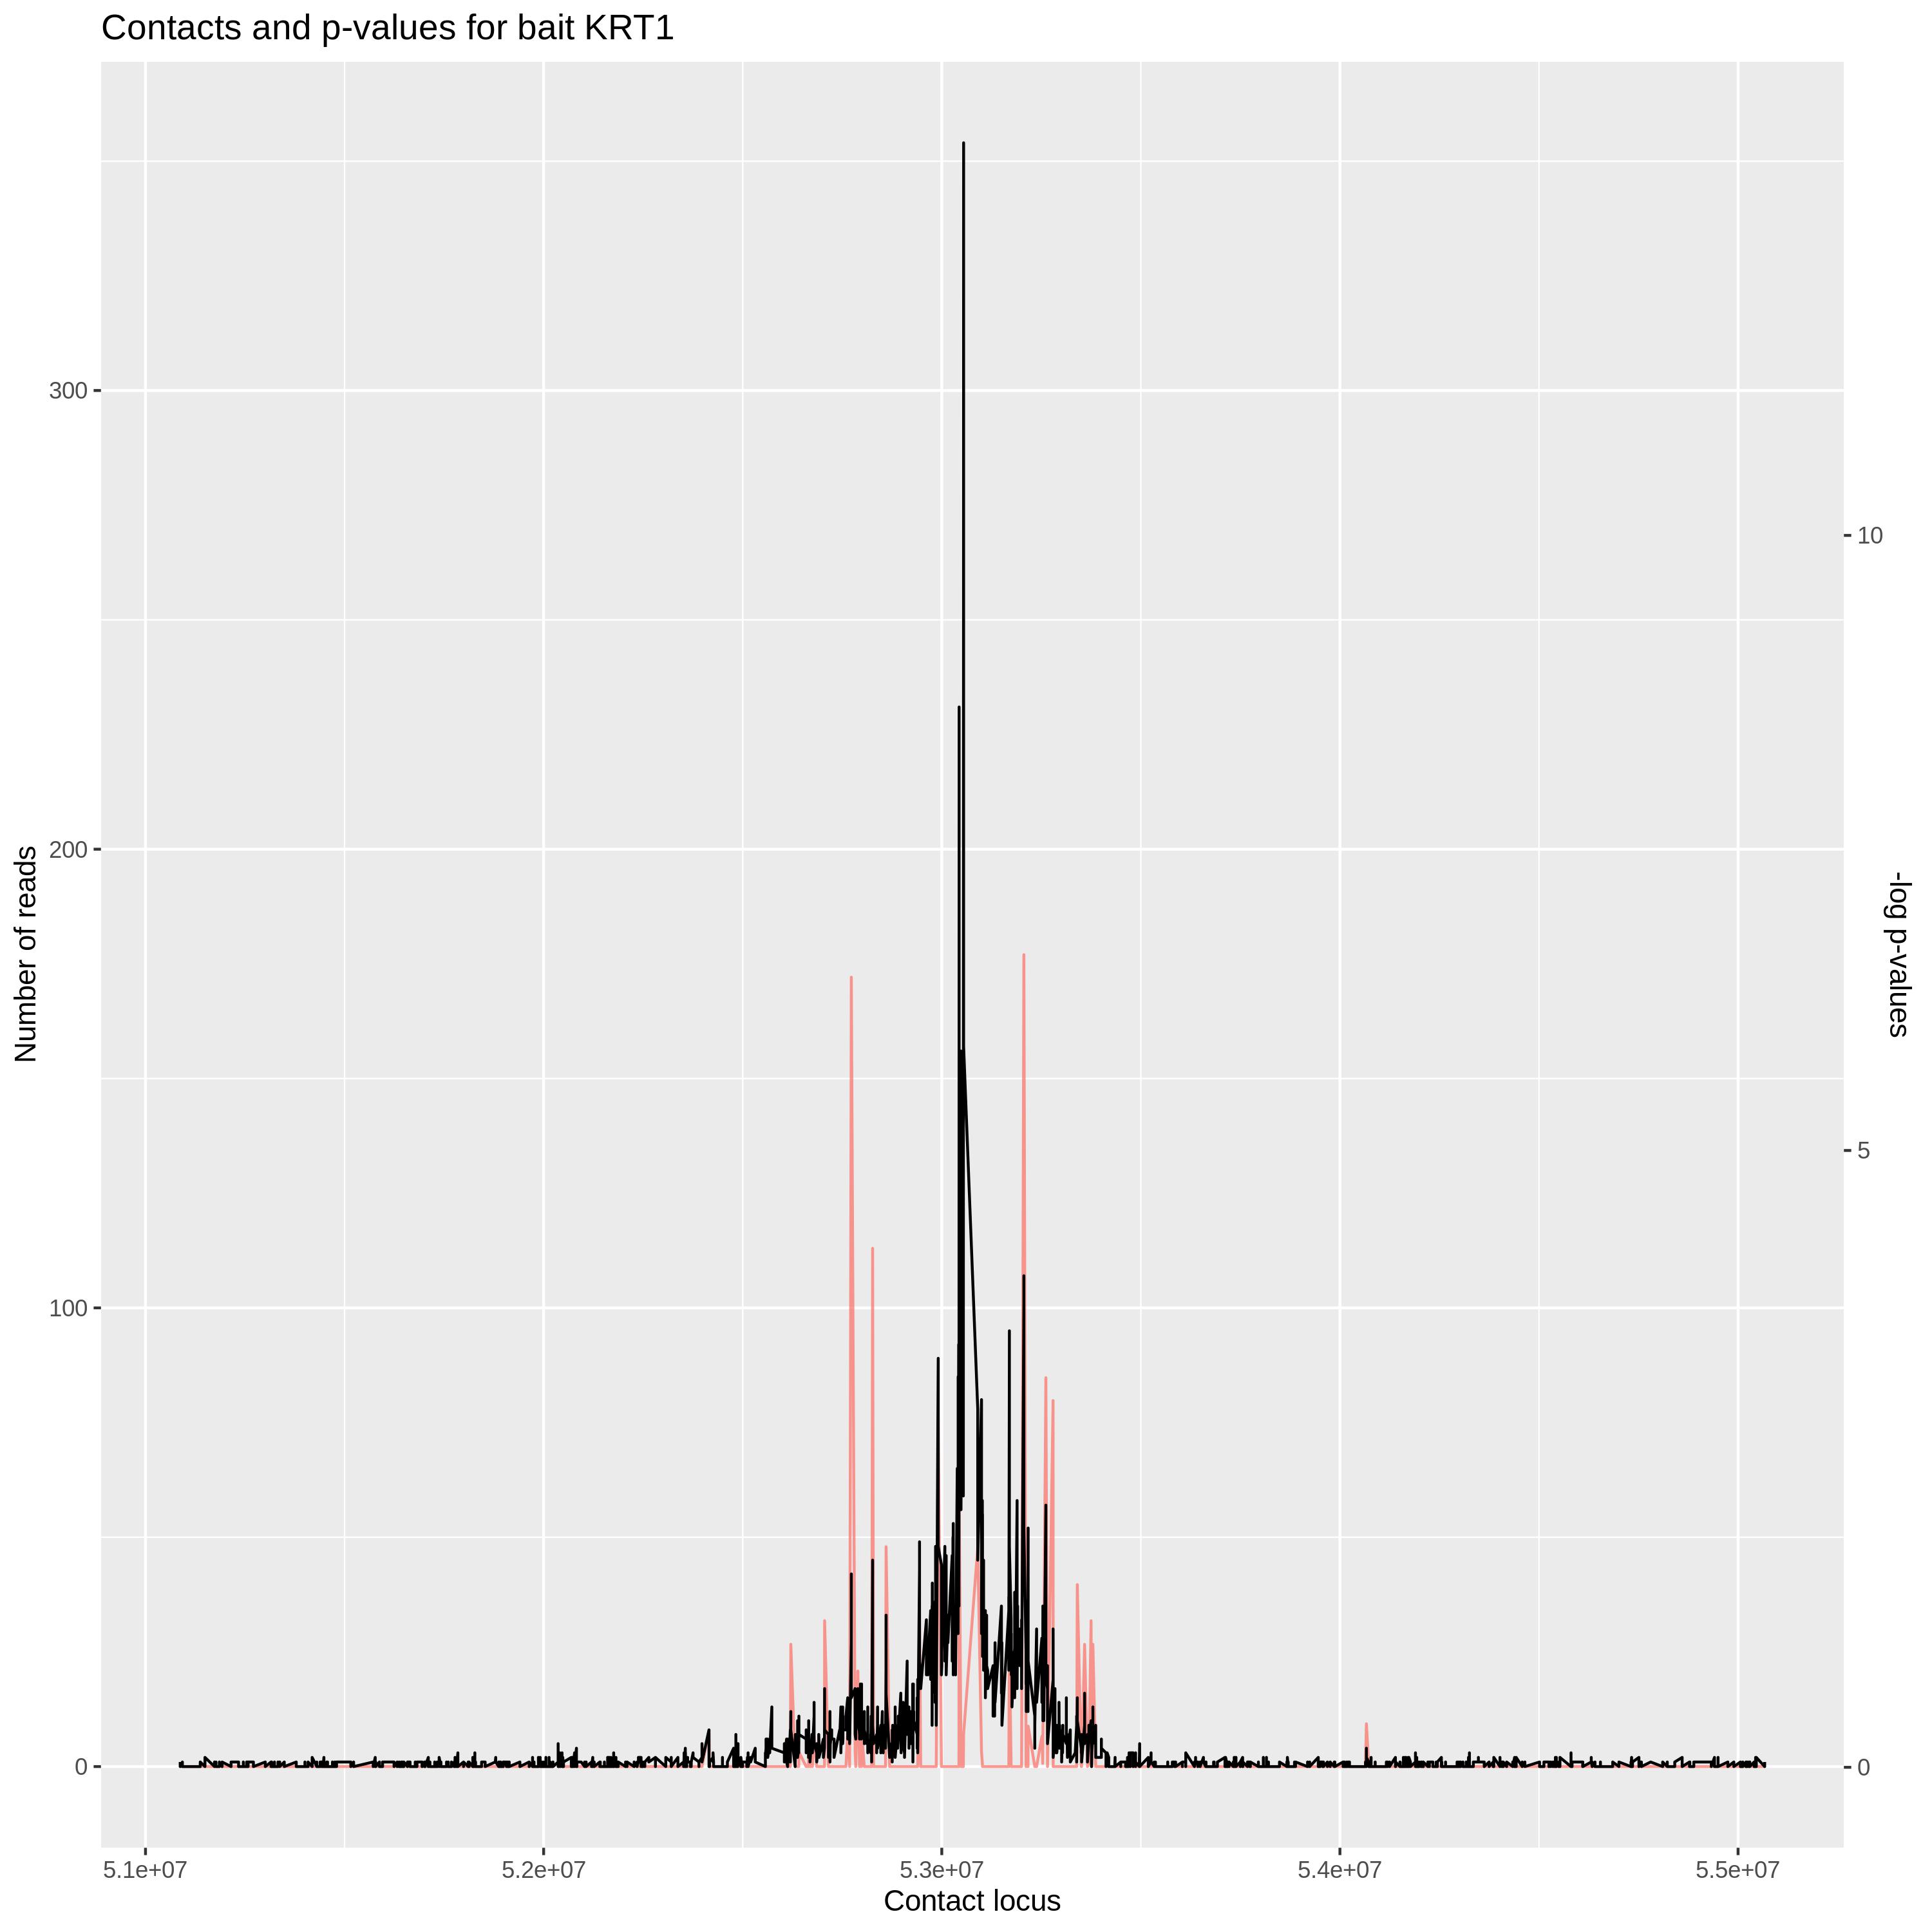 Contacts and p-values for bait KRT1
300
200
100
0
Number of reads
10
5
0
-log p-values
5.1e+07
5.2e+07
5.3e+07
5.4e+07
5.5e+07
Contact locus